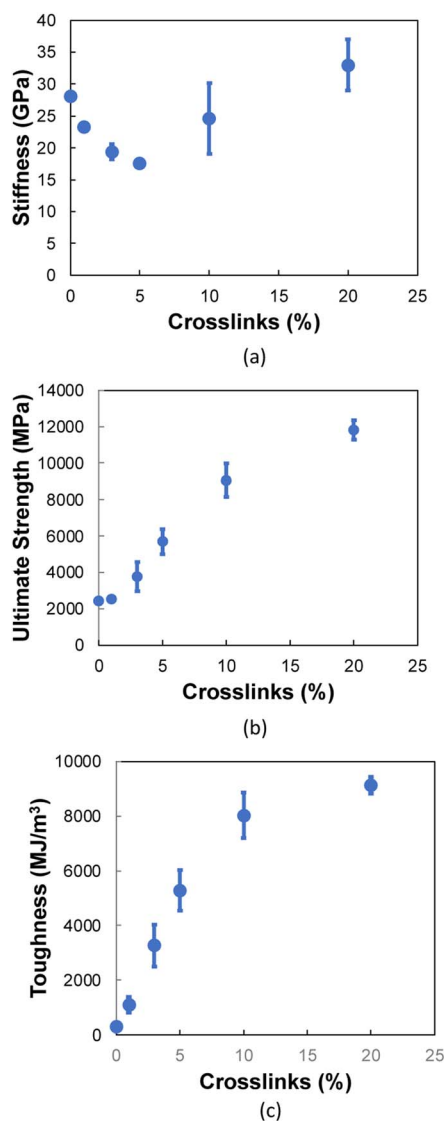 40
35
30
25
20
15
10
5
0
Stiffness (GPa)
0 5 10 15 20 25
Crosslinks (%)
(a)
14000
12000
10000
8000
6000
4000
2000
0
Ultimate Strength (MPa)
0 5 10 15 20 25
Crosslinks (%)
(b)
10000
8000
6000
4000
2000
0
Toughness (MJ/m³)
0 5 10 15 20 25
Crosslinks (%)
(c)